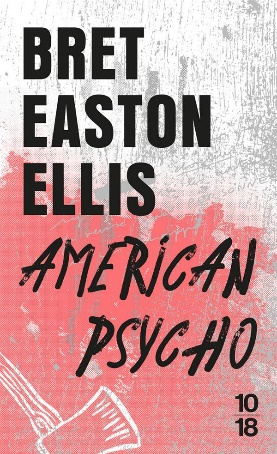 BRET
EASTON
ELLIS
AMERICAN
PSYCHO
10
18